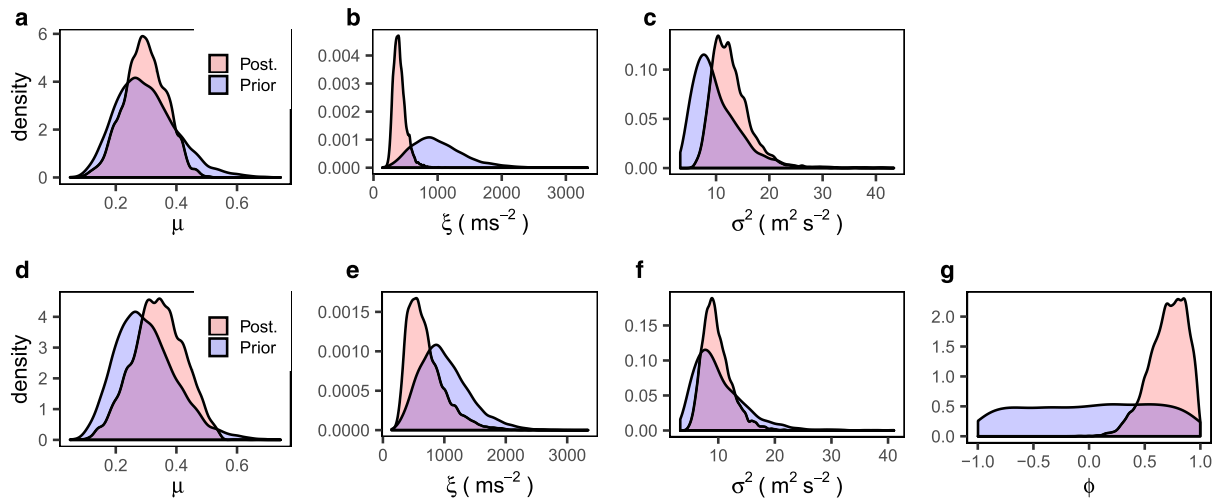 a
density
6
4
2
0
0.2 0.4 0.6
μ
Post.
Prior
b
0.004
0.003
0.002
0.001
0.000
0 1000 2000 3000
ξ ( ms⁻² )
c
0.10
0.05
0.00
10 20 30 40
σ² ( m² s⁻² )
d
density
4
3
2
1
0
0.2 0.4 0.6
μ
Post.
Prior
e
0.0015
0.0010
0.0005
0.0000
0 1000 2000 3000
ξ ( ms⁻² )
f
0.15
0.10
0.05
0.00
10 20 30 40
σ² ( m² s⁻² )
g
2.0
1.5
1.0
0.5
0.0
−1.0 −0.5 0.0 0.5 1.0
ϕ